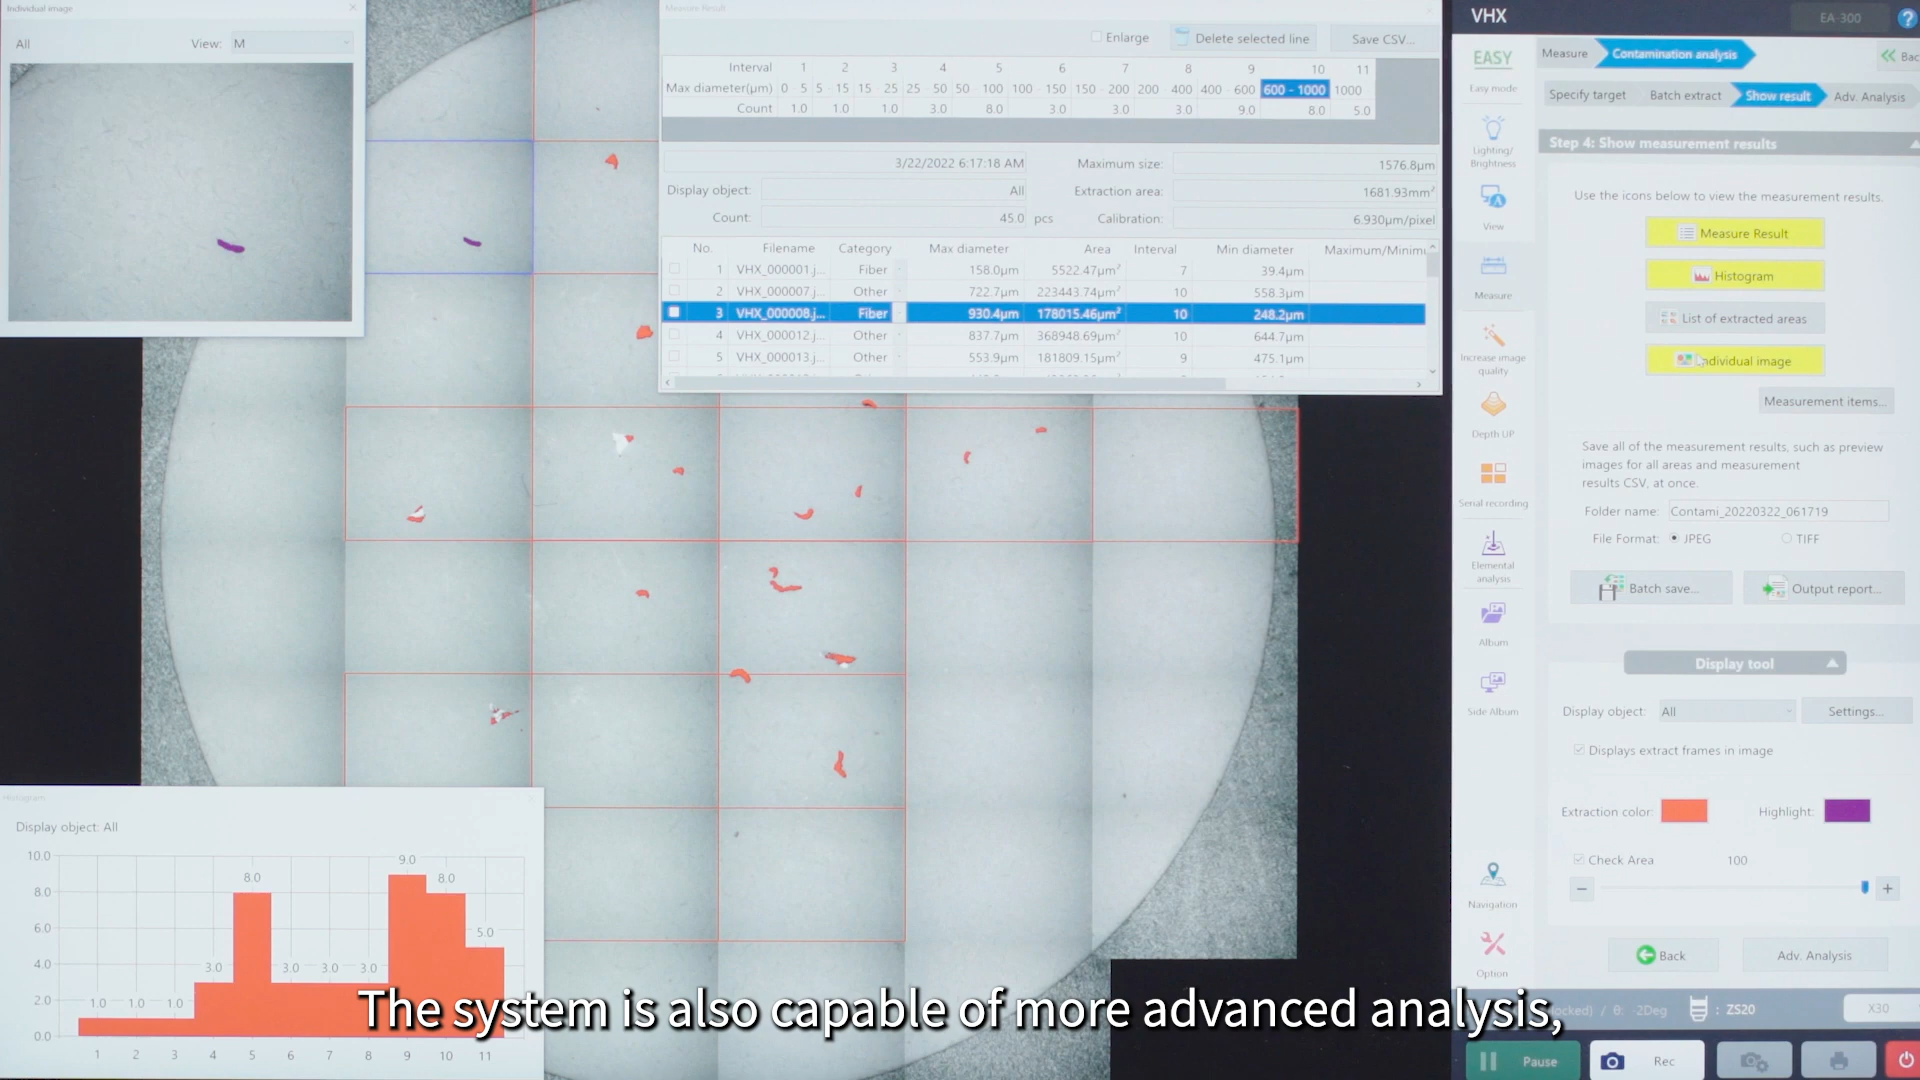 Individual image
All
View: M
Measure Result
Enlarge
Delete selected line
Save CSV...
Interval 1 2 3 4 5 6 7 8 9 10 11
Max diameter(μm) 0 - 5 5 - 15 15 - 25 25 - 50 50 - 100 100 - 150 150 - 200 200 - 400 400 - 600 600 - 1000 1000
Count 1.0 1.0 1.0 3.0 8.0 3.0 3.0 3.0 9.0 8.0 5.0
3/22/2022 6:17:18 AM
Maximum size: 1576.8μm
Display object: All
Extraction area: 1681.93mm²
Count: 45.0 pcs
Calibration: 6.930μm/pixel
No. Filename Category Max diameter Area Interval Min diameter Maximum/Minimu
1 VHX_000001.j... Fiber 158.0μm 5522.47μm² 7 39.4μm
2 VHX_000007.j... Other 722.7μm 223443.74μm² 10 558.3μm
3 VHX_000008.j... Fiber 930.4μm 178015.46μm² 10 248.2μm
4 VHX_000012.j... Other 837.7μm 368948.69μm² 10 644.7μm
5 VHX_000013.j... Other 553.9μm 181809.15μm² 9 475.1μm
Histogram
Display object: All
10.0
8.0
6.0
4.0
2.0
0.0
1.0 1.0 1.0 3.0 8.0 3.0 3.0 3.0 9.0 8.0 5.0
1 2 3 4 5 6 7 8 9 10 11
VHX
EA-300
?
EASY
Easy mode
Lighting/
Brightness
View
Measure
Increase image
quality
Depth UP
Serial recording
Elemental
analysis
Album
Side Album
Navigation
Option
Measure
Contamination analysis
Bac
Specify target
Batch extract
Show result
Adv. Analysis
Step 4: Show measurement results
Use the icons below to view the measurement results.
Measure Result
Histogram
List of extracted areas
Individual image
Measurement items...
Save all of the measurement results, such as preview
images for all areas and measurement
results CSV, at once.
Folder name: Contami_20220322_061719
File Format: JPEG TIFF
Batch save...
Output report...
Display tool
Display object: All
Settings...
Displays extract frames in image
Extraction color:
Highlight:
Check Area 100
Back
Adv. Analysis
ocked) / θ: -2Deg
: ZS20
X30
Pause
Rec
The system is also capable of more advanced analysis,